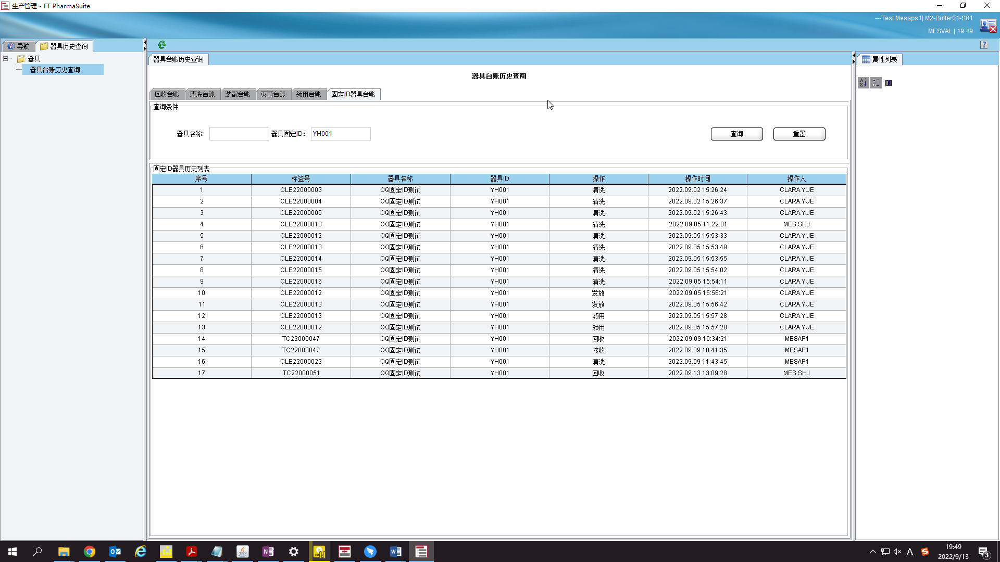 生产管理 - FT PharmaSuite
---Test.Mesaps1| M2-Buffer01-S01
MESVAL | 19:49
导航 器具历史查询
器具
器具台账历史查询
器具台账历史查询
属性列表
器具台账历史查询
回收台账 清洗台账 装配台账 灭菌台账 领用台账 固定ID器具台账
查询条件
器具名称: 器具固定ID: YH001 查询 重置
固定ID器具历史列表
序号 标签号 器具名称 器具ID 操作 操作时间 操作人
1 CLE22000003 OQ固定ID测试 YH001 清洗 2022.09.02 15:26:24 CLARA.YUE
2 CLE22000004 OQ固定ID测试 YH001 清洗 2022.09.02 15:26:37 CLARA.YUE
3 CLE22000005 OQ固定ID测试 YH001 清洗 2022.09.02 15:26:43 CLARA.YUE
4 CLE22000010 OQ固定ID测试 YH001 清洗 2022.09.05 11:22:01 MES.SHJ
5 CLE22000012 OQ固定ID测试 YH001 清洗 2022.09.05 15:53:33 CLARA.YUE
6 CLE22000013 OQ固定ID测试 YH001 清洗 2022.09.05 15:53:49 CLARA.YUE
7 CLE22000014 OQ固定ID测试 YH001 清洗 2022.09.05 15:53:55 CLARA.YUE
8 CLE22000015 OQ固定ID测试 YH001 清洗 2022.09.05 15:54:02 CLARA.YUE
9 CLE22000016 OQ固定ID测试 YH001 清洗 2022.09.05 15:54:11 CLARA.YUE
10 CLE22000012 OQ固定ID测试 YH001 发放 2022.09.05 15:56:21 CLARA.YUE
11 CLE22000013 OQ固定ID测试 YH001 发放 2022.09.05 15:56:42 CLARA.YUE
12 CLE22000013 OQ固定ID测试 YH001 领用 2022.09.05 15:57:28 CLARA.YUE
13 CLE22000012 OQ固定ID测试 YH001 领用 2022.09.05 15:57:28 CLARA.YUE
14 TC22000047 OQ固定ID测试 YH001 回收 2022.09.09 10:34:21 MESAP1
15 TC22000047 OQ固定ID测试 YH001 接收 2022.09.09 10:41:35 MESAP1
16 CLE22000023 OQ固定ID测试 YH001 清洗 2022.09.09 11:43:45 MESAP1
17 TC22000051 OQ固定ID测试 YH001 回收 2022.09.13 13:09:28 MES.SHJ
19:49
2022/9/13
3